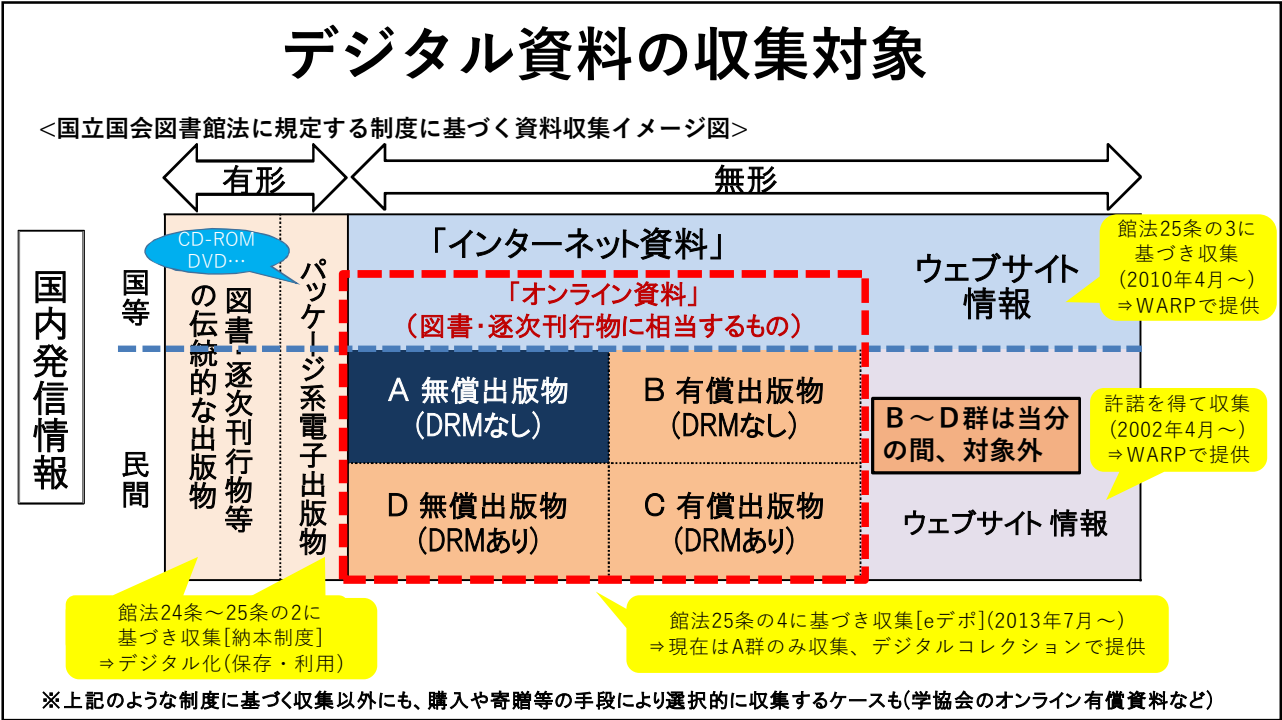 デジタル資料の収集対象
<国立国会図書館法に規定する制度に基づく資料収集イメージ図>
有形
無形
国内発信情報
国等
民間
CD-ROM
DVD…
図書・逐次刊行物等
の伝統的な出版物
パッケージ系電子出版物
「インターネット資料」
「オンライン資料」
（図書・逐次刊行物に相当するもの）
ウェブサイト
情報
館法25条の3に
基づき収集
(2010年4月～)
⇒WARPで提供
A 無償出版物
(DRMなし)
B 有償出版物
(DRMなし)
B～D群は当分
の間、対象外
許諾を得て収集
(2002年4月～)
⇒WARPで提供
D 無償出版物
(DRMあり)
C 有償出版物
(DRMあり)
ウェブサイト 情報
館法24条～25条の2に
基づき収集[納本制度]
⇒デジタル化(保存・利用)
館法25条の4に基づき収集[eデポ](2013年7月～)
⇒現在はA群のみ収集、デジタルコレクションで提供
※上記のような制度に基づく収集以外にも、購入や寄贈等の手段により選択的に収集するケースも(学協会のオンライン有償資料など)